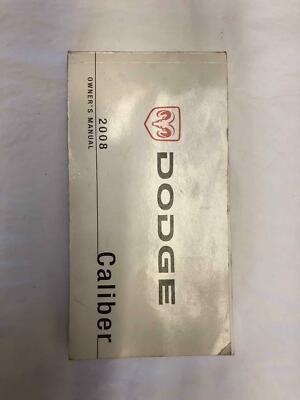 DODGE
2008
OWNER'S MANUAL
Caliber